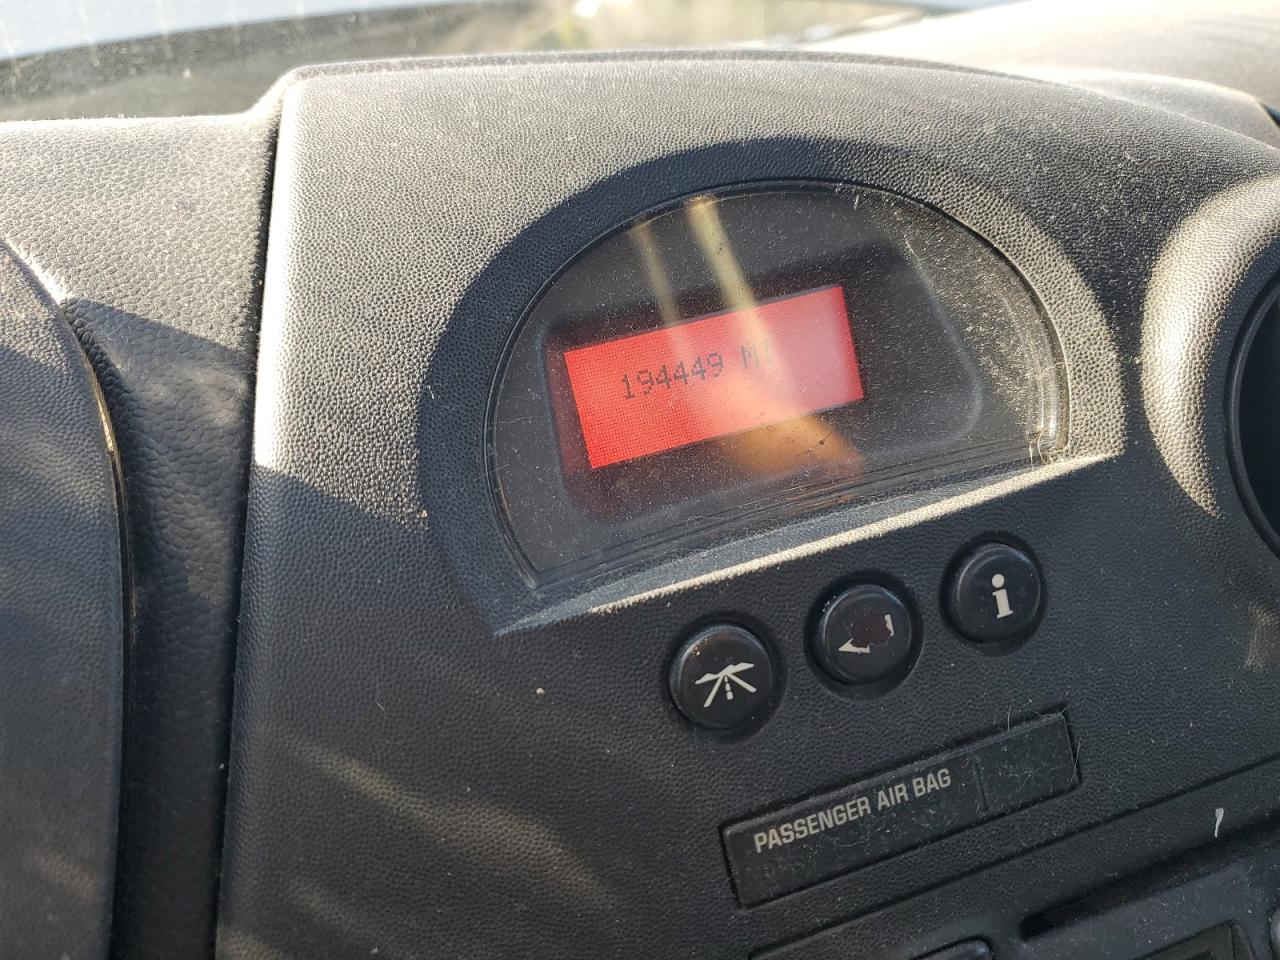 194449 MI
i
PASSENGER AIR BAG